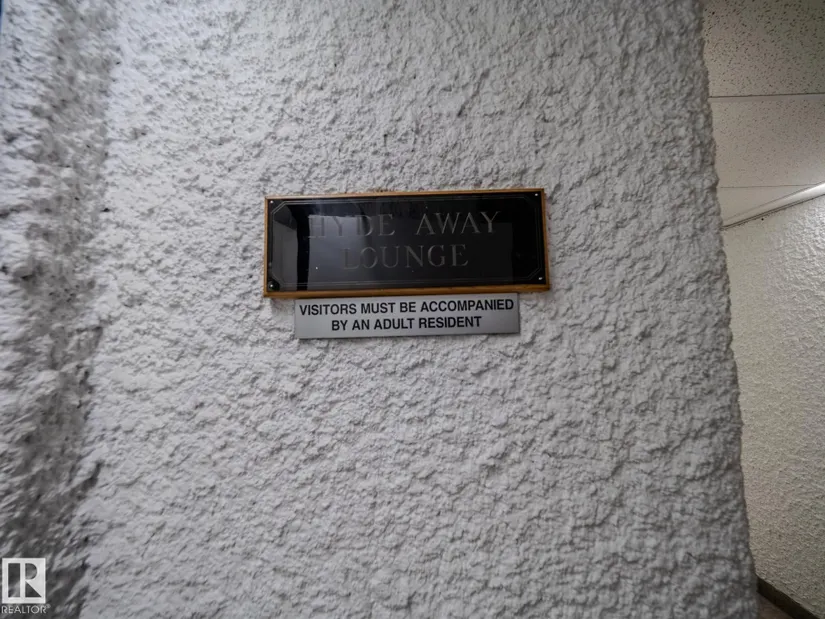 HYDE AWAY
LOUNGE
VISITORS MUST BE ACCOMPANIED
BY AN ADULT RESIDENT
R
REALTOR